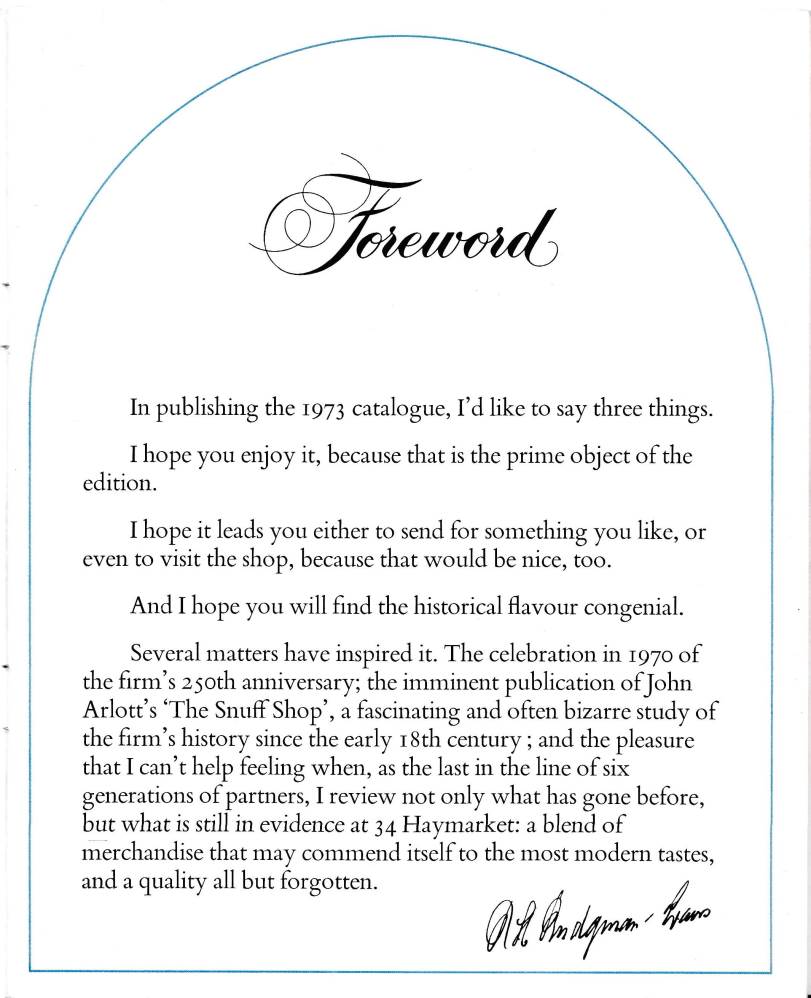 Foreword
In publishing the 1973 catalogue, I’d like to say three things.
I hope you enjoy it, because that is the prime object of the
edition.
I hope it leads you either to send for something you like, or
even to visit the shop, because that would be nice, too.
And I hope you will find the historical flavour congenial.
Several matters have inspired it. The celebration in 1970 of
the firm’s 250th anniversary; the imminent publication of John
Arlott’s ‘The Snuff Shop’, a fascinating and often bizarre study of
the firm’s history since the early 18th century ; and the pleasure
that I can’t help feeling when, as the last in the line of six
generations of partners, I review not only what has gone before,
but what is still in evidence at 34 Haymarket: a blend of
merchandise that may commend itself to the most modern tastes,
and a quality all but forgotten.
Evans